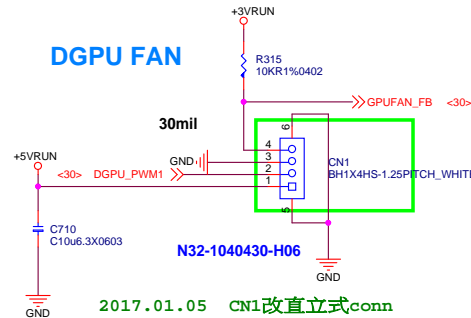 +3VRUN
DGPU FAN
R315
10KR1%0402
GPUFAN_FB <30>
30mil
6
4
3
2
1
5
GND
CN1
BH1X4HS-1.25PITCH_WHITI
+5VRUN
<30> DGPU_PWM1
C710
C10u6.3X0603
N32-1040430-H06
GND
GND
2017.01.05 CN1改直立式conn